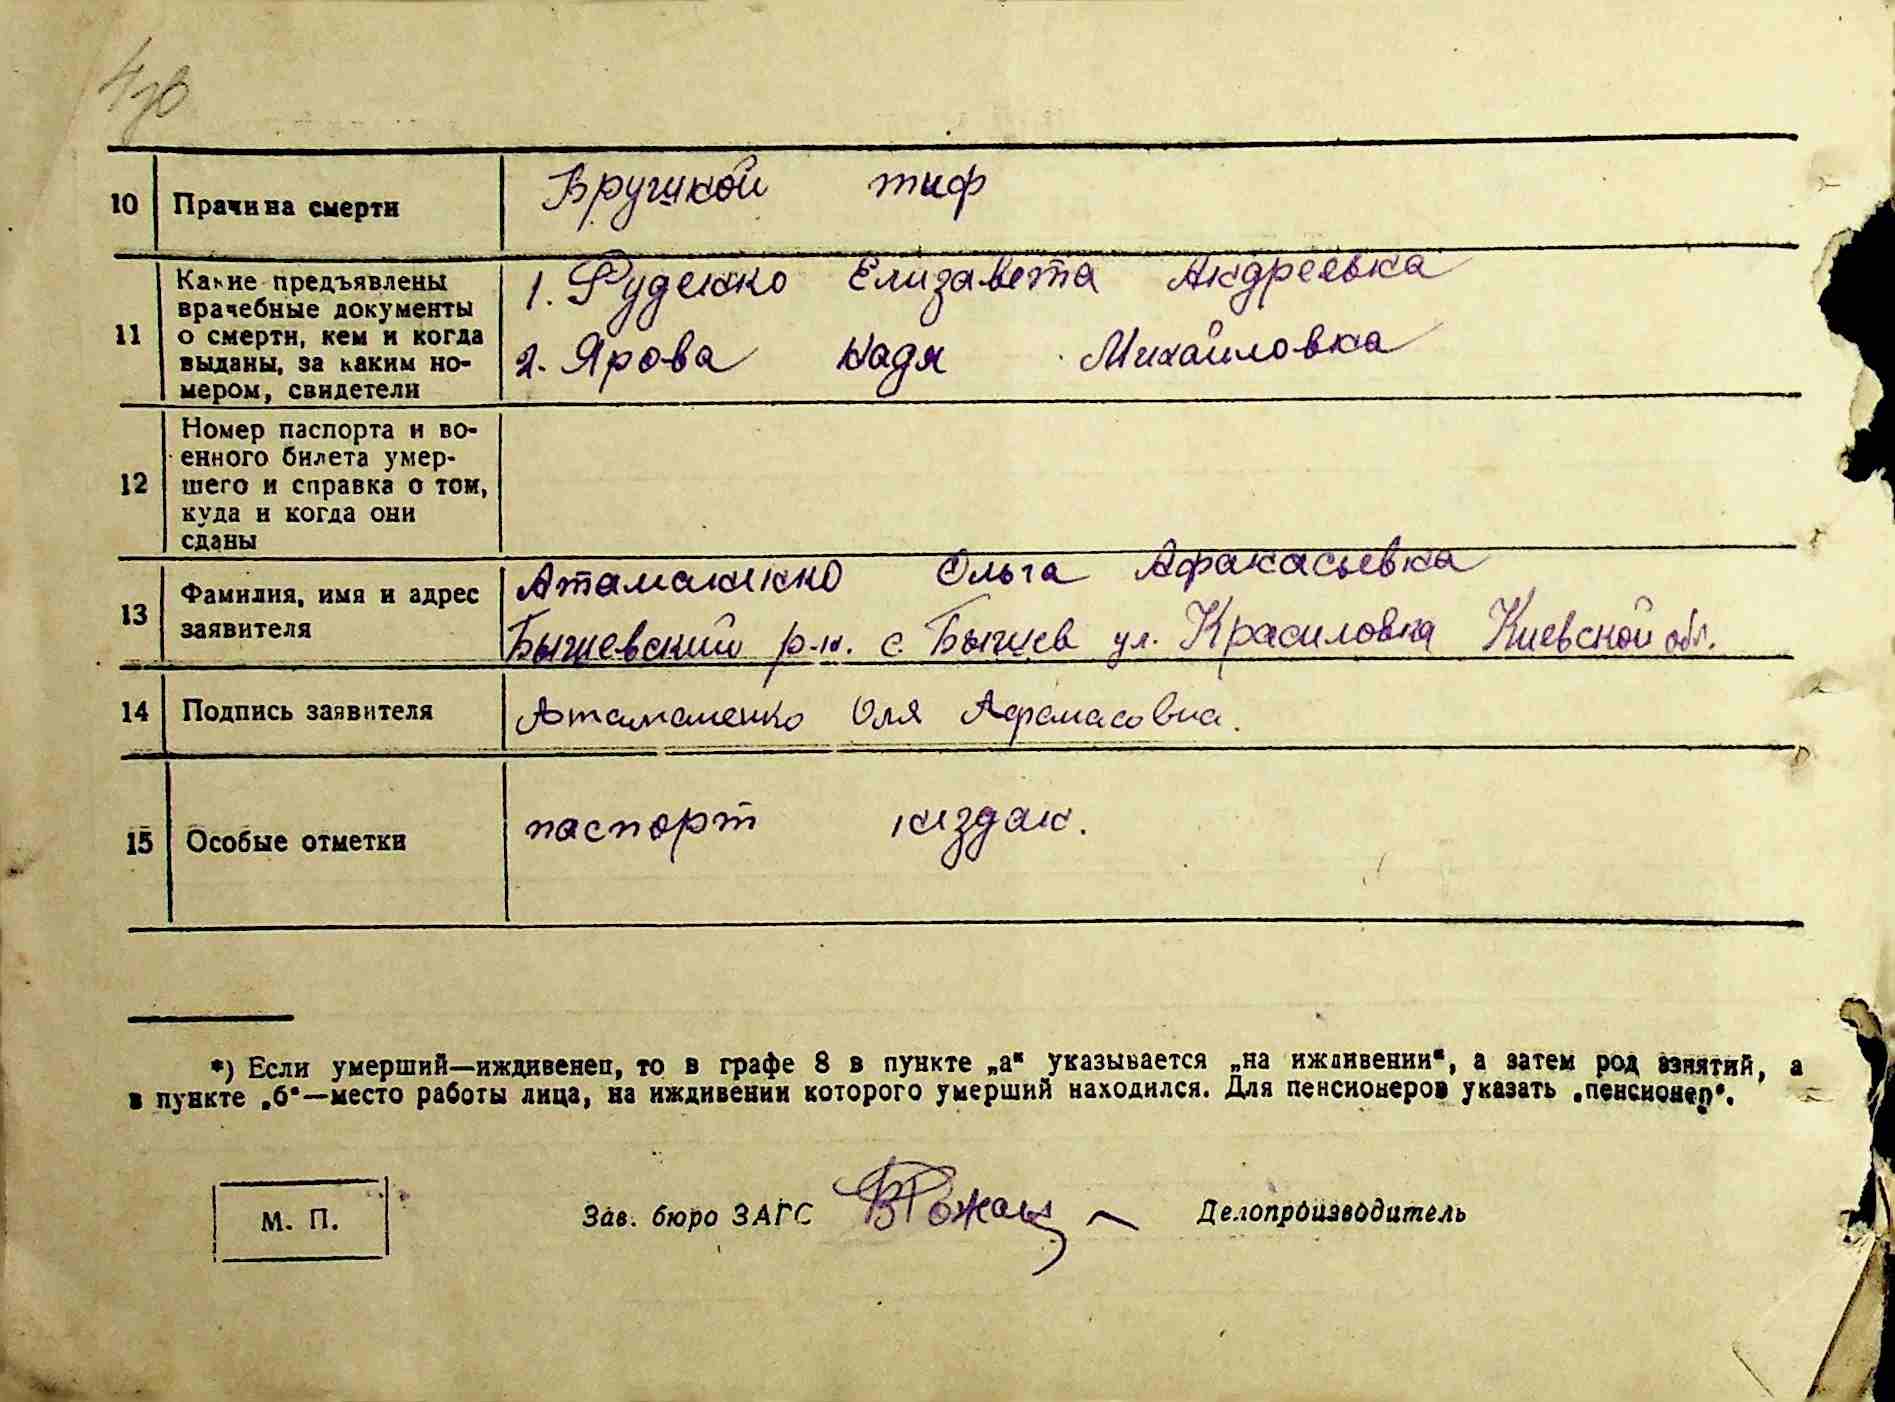 10 Причина смерти Брушной тиф
11 Какие предъявлены
врачебные документы
о смерти, кем и когда
выданы, за каким но-
мером, свидетели
1. Руденко Елизавета Андреевна
2. Ярова Надя Михайловна
12 Номер паспорта и во-
енного билета умер-
шего и справка о том,
куда и когда они
сданы
13 Фамилия, имя и адрес
заявителя
Атаманенко Ольга Афанасьевна
Бышевский р-н. с. Бышев ул. Красиловка Киевской обл.
14 Подпись заявителя Атаманенко Оля Афанасовна.
15 Особые отметки паспорт нездан.
*) Если умерший—иждивенец, то в графе 8 в пункте „а“ указывается „на иждивении“, а затем род занятий, а
в пункте „б“—место работы лица, на иждивении которого умерший находился. Для пенсионеров указать „пенсионер“.
М. П.
Зав. бюро ЗАГС Делопроизводитель